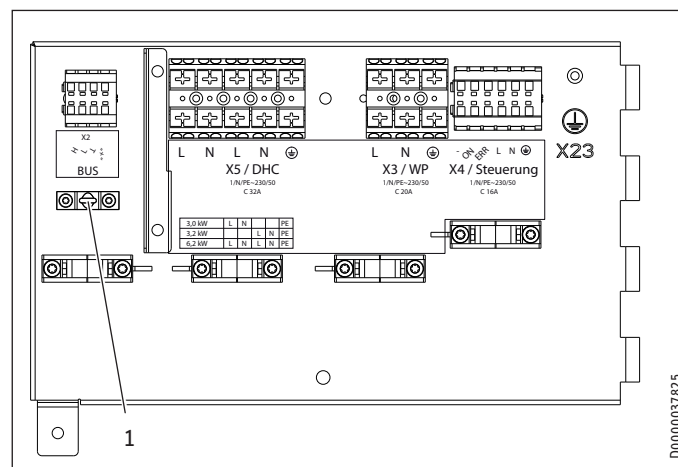 X2
H L ⊥ "+"
BUS
L N L N ⏚
X5 / DHC
1/N/PE~230/50
C 32A
3,0 kW L N PE
3,2 kW L N PE
6,2 kW L N L N PE
L N ⏚
X3 / WP
1/N/PE~230/50
C 20A
- ON ERR L N ⏚
X4 / Steuerung
1/N/PE~230/50
C 16A
X23
1
D0000037825